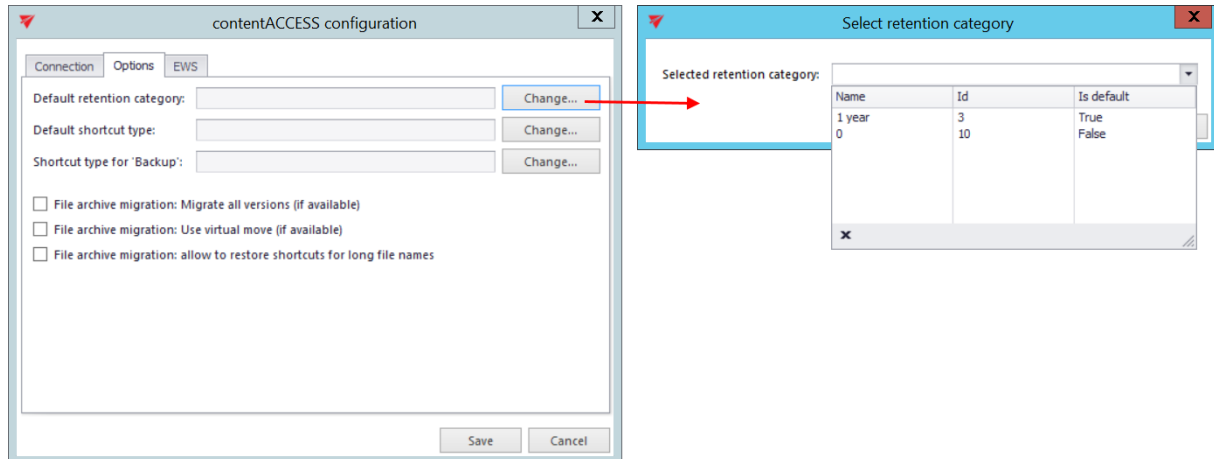 contentACCESS configuration
X
Connection Options EWS
Default retention category: Change...
Default shortcut type: Change...
Shortcut type for 'Backup': Change...
File archive migration: Migrate all versions (if available)
File archive migration: Use virtual move (if available)
File archive migration: allow to restore shortcuts for long file names
Save Cancel
Select retention category
X
Selected retention category:
Name Id Is default
1 year 3 True
0 10 False
x